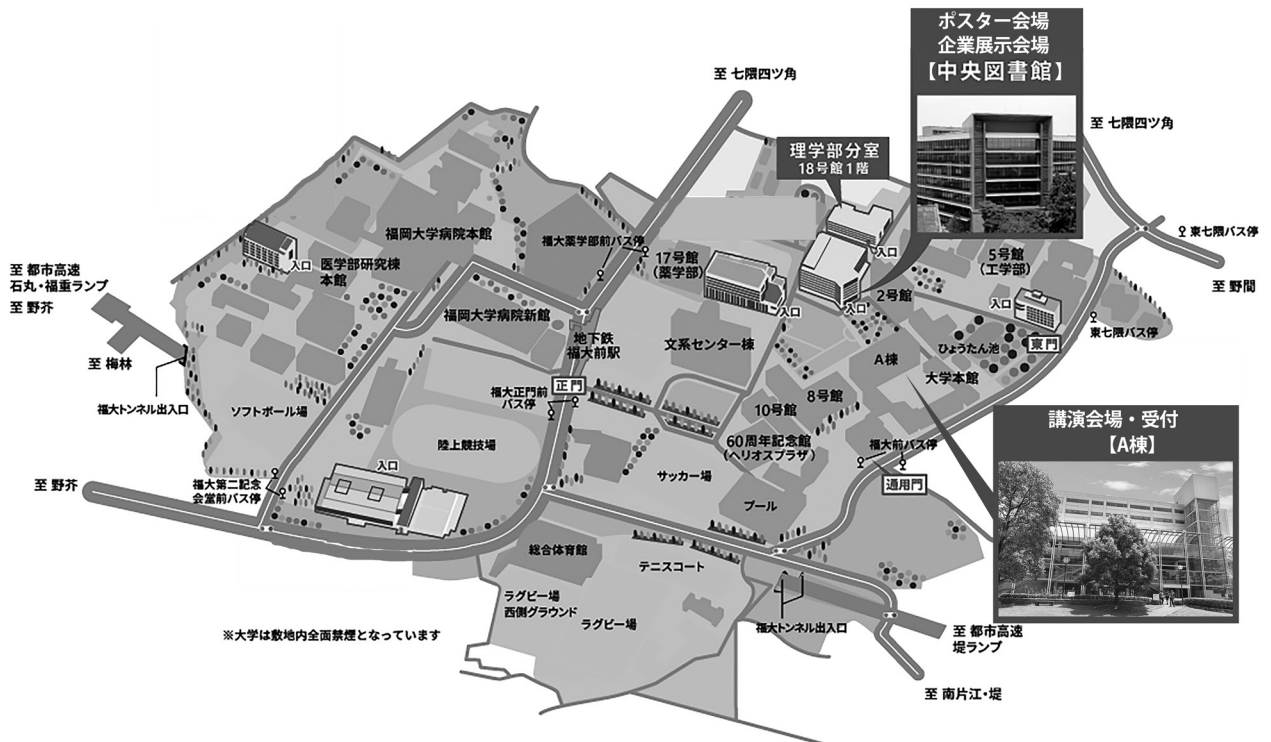 ポスター会場
企業展示会場
【中央図書館】
至 七隈四ツ角
至 七隈四ツ角
理学部分室
18号館1階
東七隈バス停
福岡大学病院本館
福大薬学部前バス停
17号館
(薬学部)
入口
5号館
(工学部)
入口
医学部研究棟
本館
至 都市高速
石丸・福重ランプ
至 野芥
至 野間
入口
入口
2号館
入口
東七隈バス停
福岡大学病院新館
地下鉄
福大前駅
文系センター棟
ひょうたん池
東門
A棟
大学本館
至 梅林
正門
福大正門前
バス停
8号館
10号館
福大トンネル出入口
ソフトボール場
陸上競技場
60周年記念館
(ヘリオスプラザ)
福大前バス停
講演会場・受付
【A棟】
入口
サッカー場
至 野芥
福大第二記念
会堂前バス停
通用門
プール
総合体育館
テニスコート
ラグビー場
西側グラウンド
ラグビー場
福大トンネル出入口
※大学は敷地内全面禁煙となっています
至 都市高速
堤ランプ
至 南片江・堤